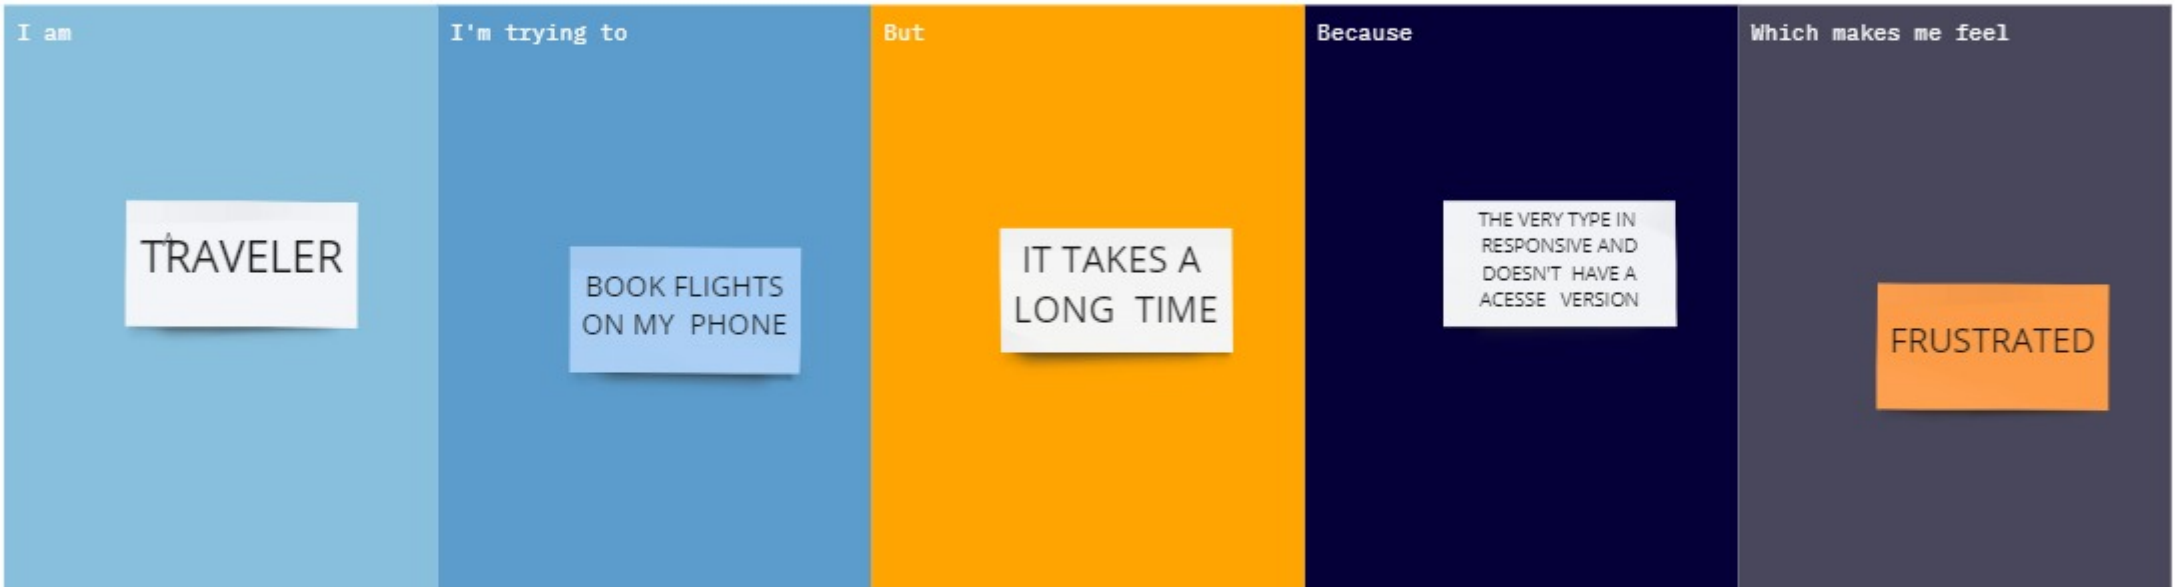 I am
I'm trying to
But
Because
Which makes me feel
TRAVELER
BOOK FLIGHTS
ON MY PHONE
IT TAKES A
LONG TIME
THE VERY TYPE IN
RESPONSIVE AND
DOESN'T HAVE A
ACESSE VERSION
FRUSTRATED